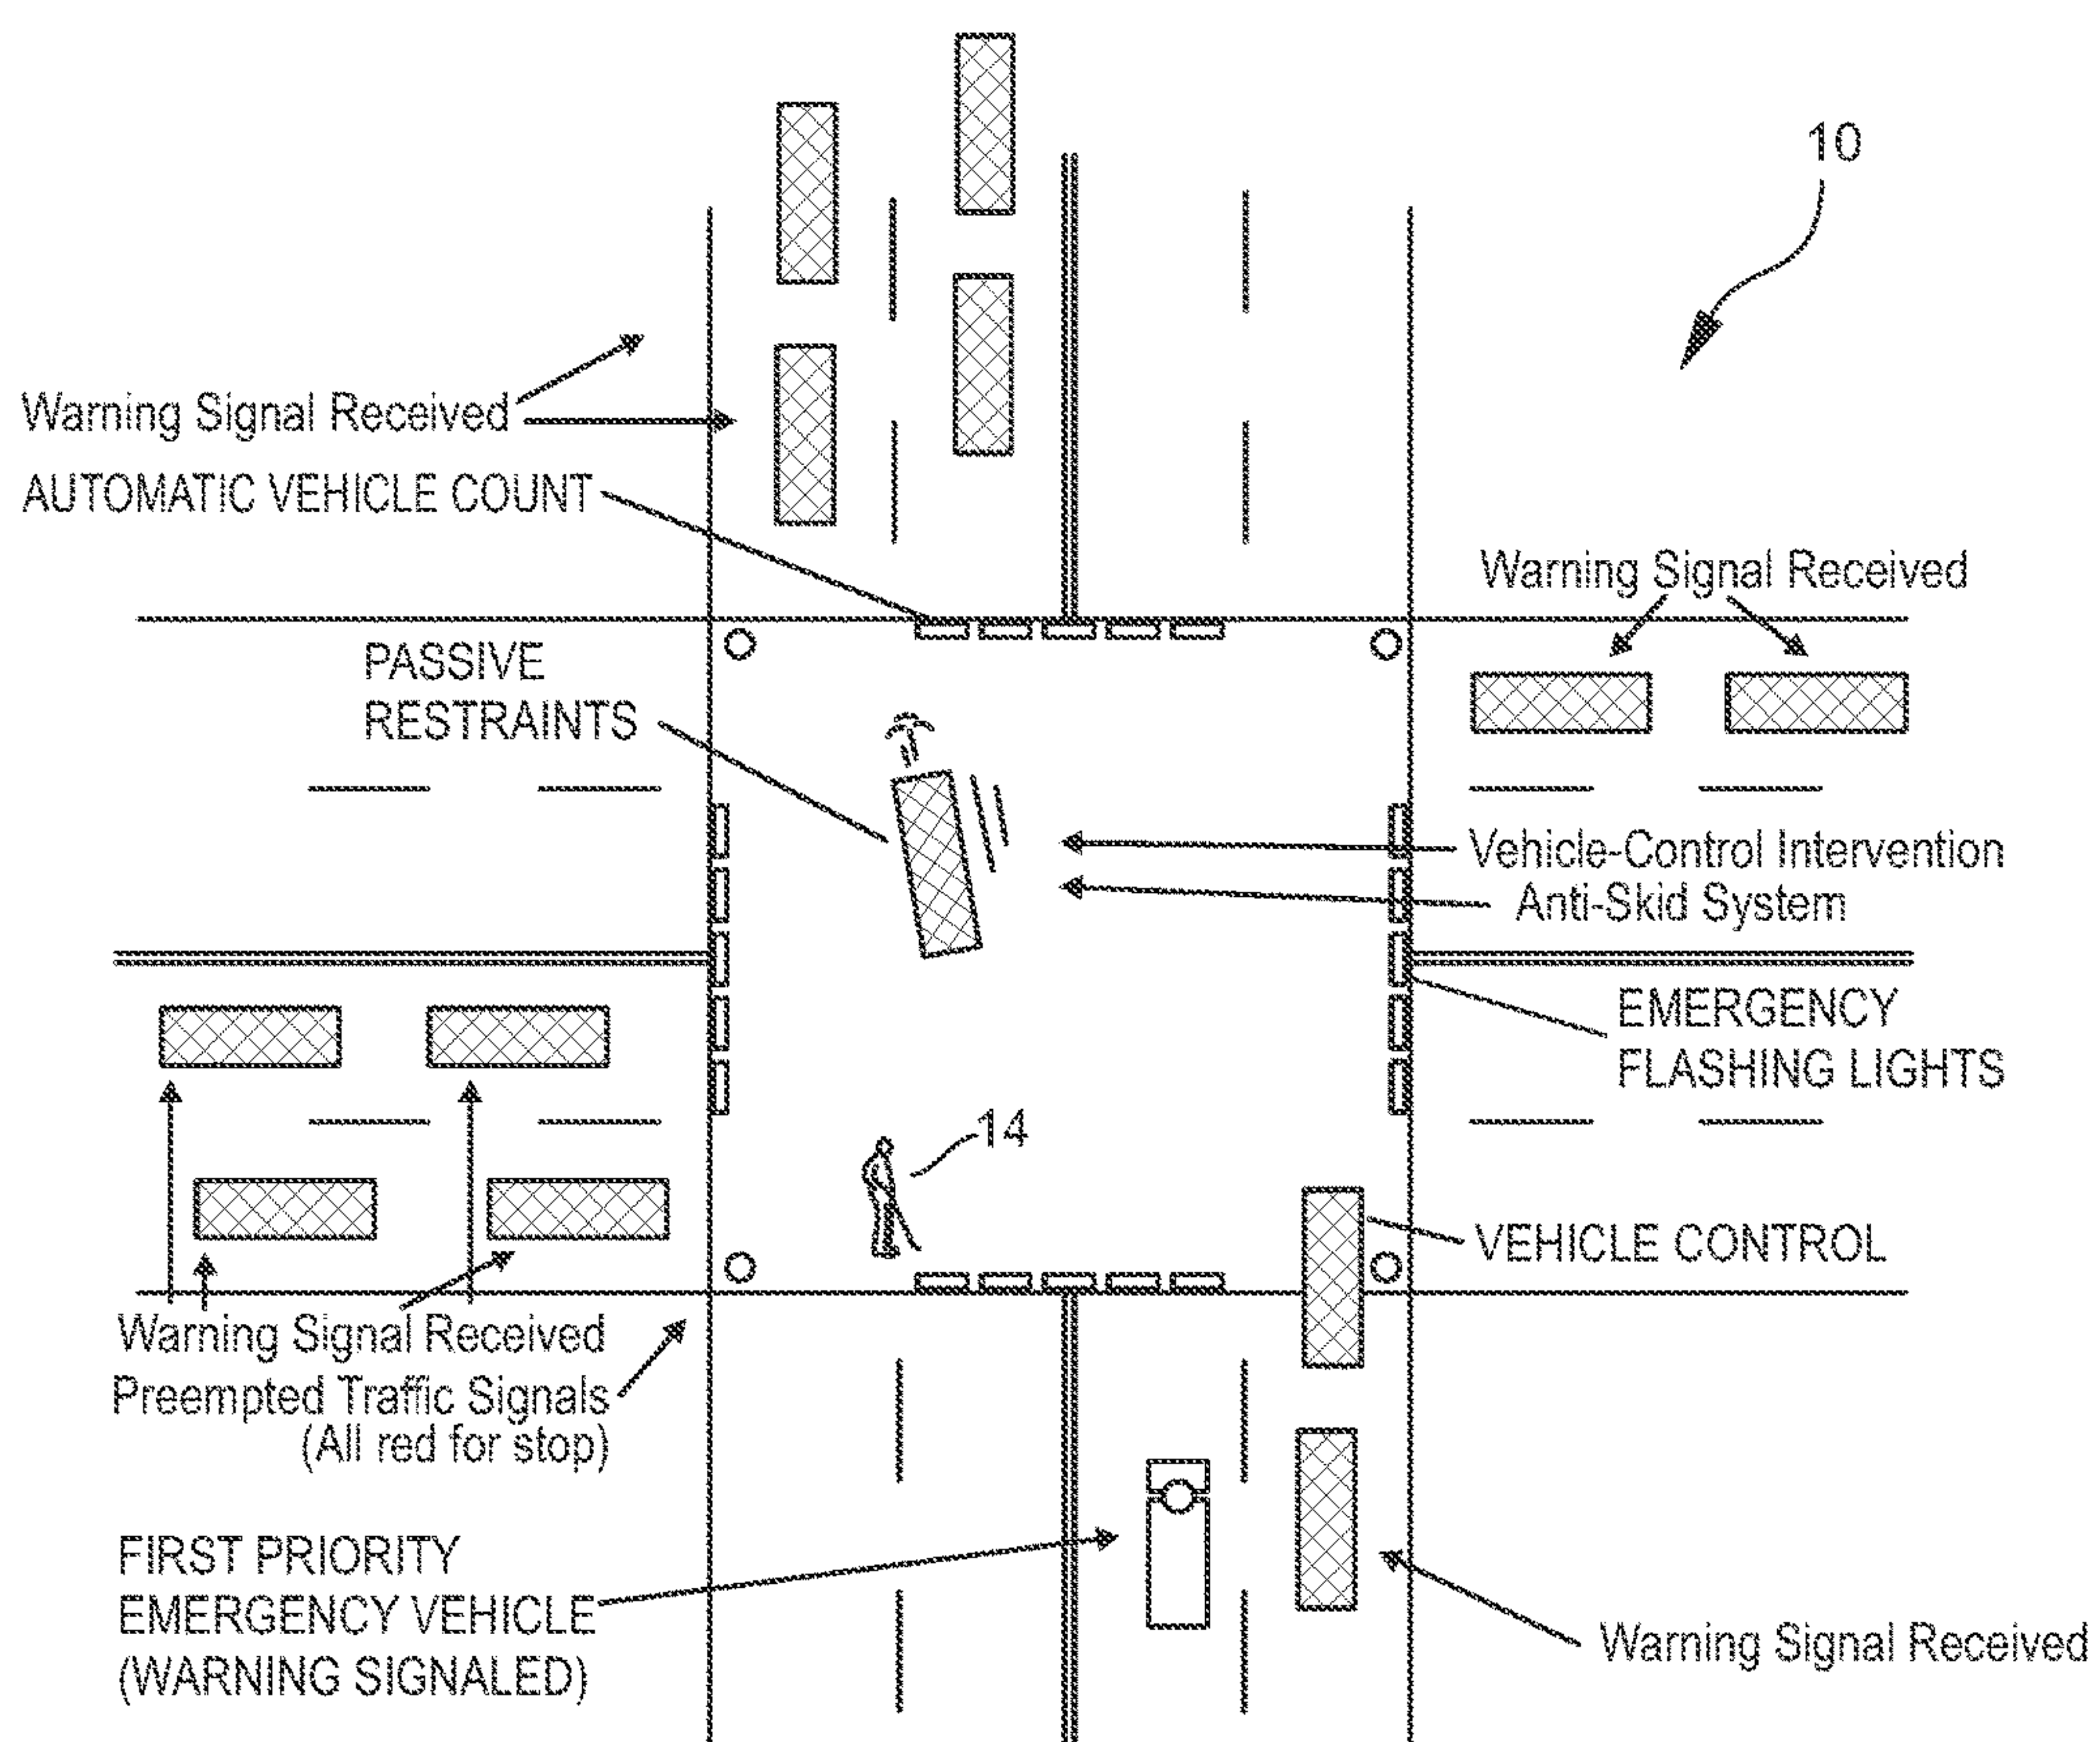 10
Warning Signal Received
AUTOMATIC VEHICLE COUNT
Warning Signal Received
PASSIVE
RESTRAINTS
Vehicle-Control Intervention
Anti-Skid System
EMERGENCY
FLASHING LIGHTS
14
VEHICLE CONTROL
Warning Signal Received
Preempted Traffic Signals
(All red for stop)
FIRST PRIORITY
EMERGENCY VEHICLE
(WARNING SIGNALED)
Warning Signal Received